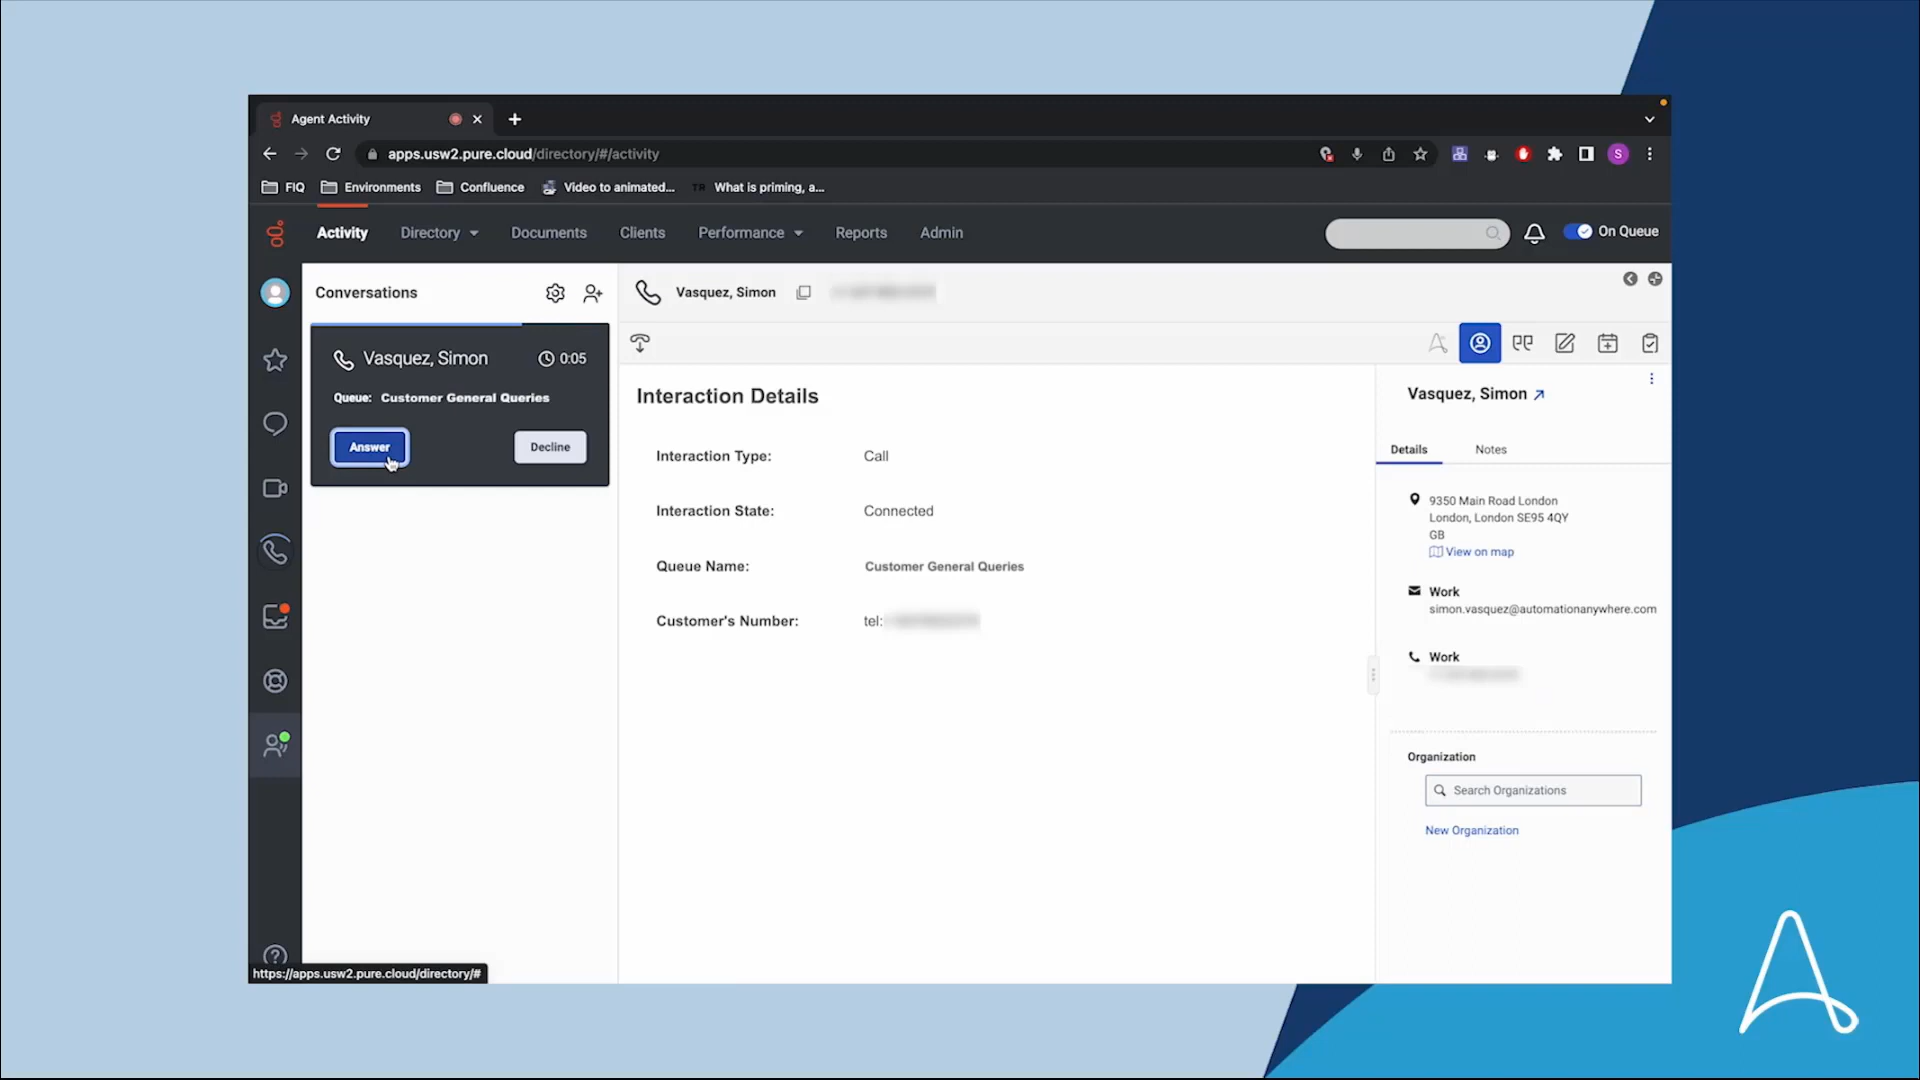 Agent Activity
apps.usw2.pure.cloud/directory/#/activity
FIQ
Environments
Confluence
Video to animated...
TR
What is priming, a...
S
Activity
Directory
Documents
Clients
Performance
Reports
Admin
On Queue
Conversations
Vasquez, Simon
Vasquez, Simon
0:05
Queue: Customer General Queries
Answer
Decline
Interaction Details
Interaction Type: Call
Interaction State: Connected
Queue Name: Customer General Queries
Customer's Number: tel:
Vasquez, Simon
Details
Notes
9350 Main Road London
London, London SE95 4QY
GB
View on map
Work
simon.vasquez@automationanywhere.com
Work
Organization
Search Organizations
New Organization
https://apps.usw2.pure.cloud/directory/#